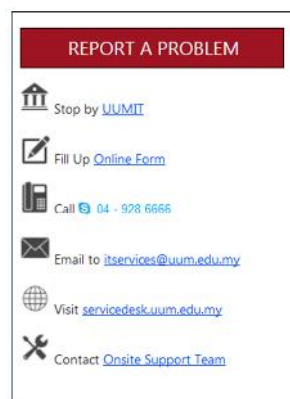 REPORT A PROBLEM
Stop by UUMIT
Fill Up Online Form
Call 04 - 928 6666
Email to itservices@uum.edu.my
Visit servicedesk.uum.edu.my
Contact Onsite Support Team